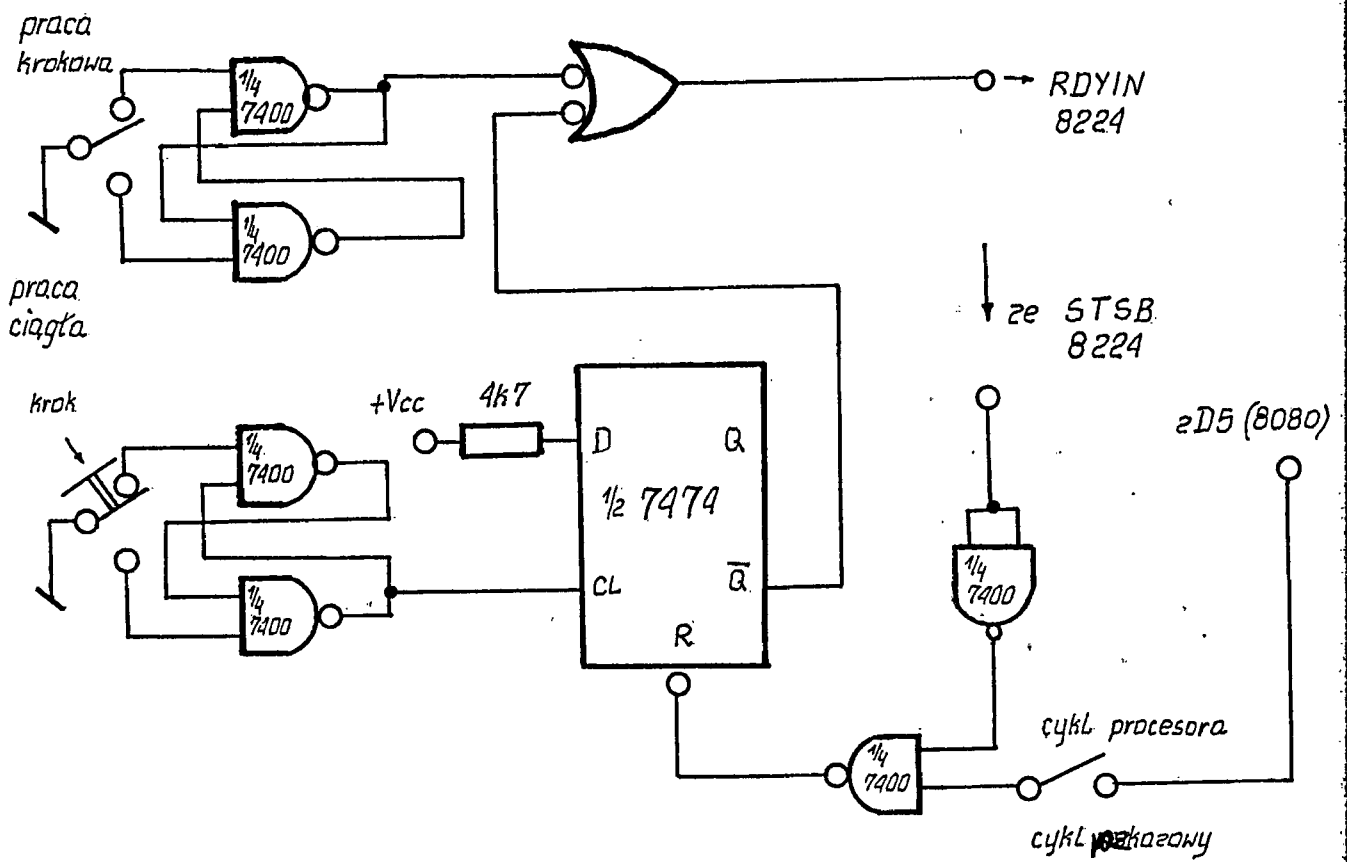 praca
krokowa
1/4
7400
RDYIN
8224
1/4
7400
praca
ciągła
ze STSB
8224
krok
+Vcc
4k7
zD5 (8080)
1/4
7400
D
Q
1/2 7474
CL
Q̅
R
1/4
7400
1/4
7400
1/4
7400
cykl procesora
cykl rozkazowy